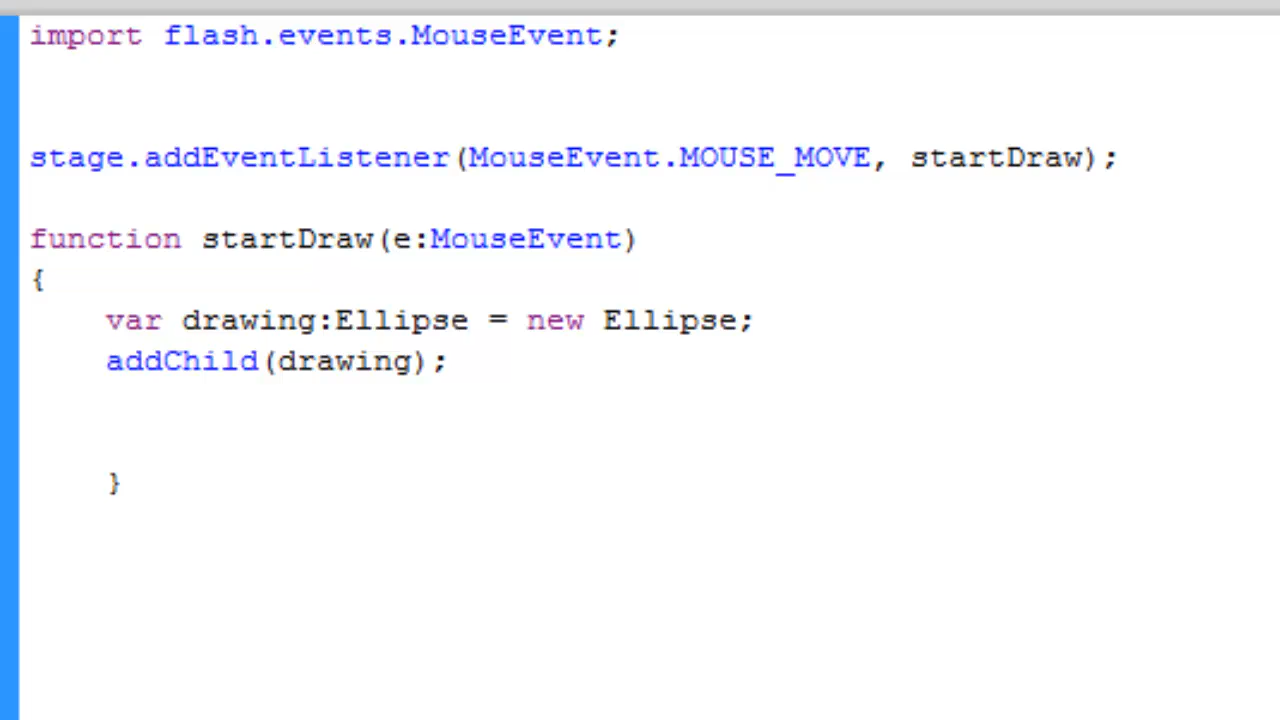 import flash.events.MouseEvent;
stage.addEventListener(MouseEvent.MOUSE_MOVE, startDraw);
function startDraw(e:MouseEvent)
{
var drawing:Ellipse = new Ellipse;
addChild(drawing);
}